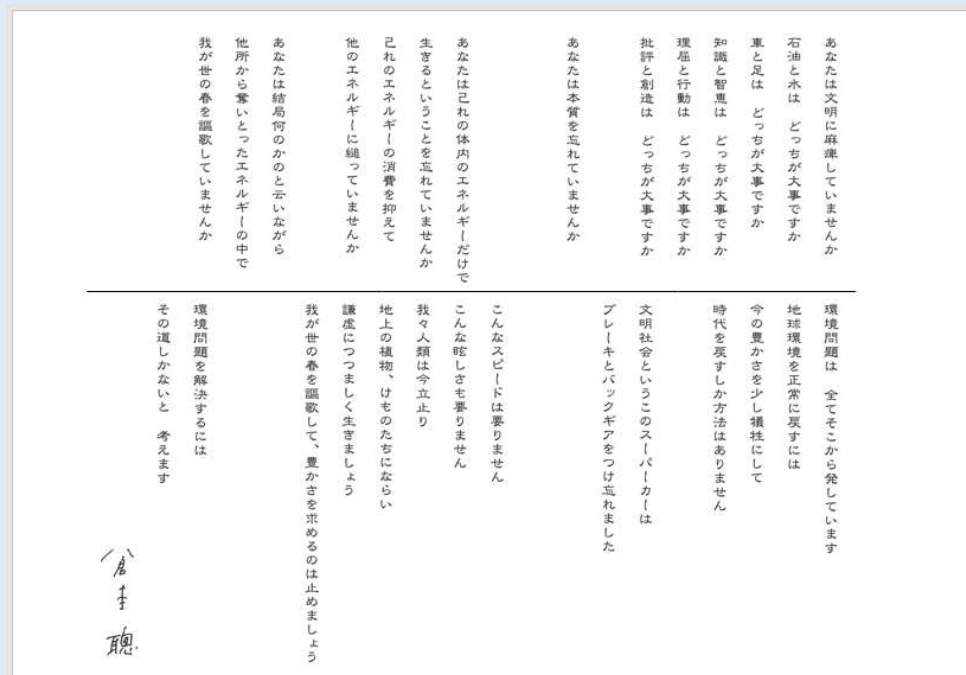 あなたは文明に麻痺していませんか
石油と水は　どっちが大事ですか
車と足は　どっちが大事ですか
知識と智恵は　どっちが大事ですか
理屈と行動は　どっちが大事ですか
批評と創造は　どっちが大事ですか
あなたは本質を忘れていませんか
あなたは己れの体内のエネルギーだけで
生きるということを忘れていませんか
己れのエネルギーの消費を抑えて
他のエネルギーに縋っていませんか
あなたは結局何のかのと云いながら
他所から奪いとったエネルギーの中で
我が世の春を謳歌していませんか
環境問題は　全てそこから発しています
地球環境を正常に戻すには
今の豊かさを少し犠牲にして
時代を戻すしか方法はありません
文明社会というこのスーパーカーは
ブレーキとバックギアをつけ忘れました
こんなスピードは要りません
こんな眩しさも要りません
我々人類は今立止り
地上の植物、けものたちにならい
謙虚につつましく生きましょう
我が世の春を謳歌して、豊かさを求めるのは止めましょう
環境問題を解決するには
その道しかないと　考えます
倉本聰